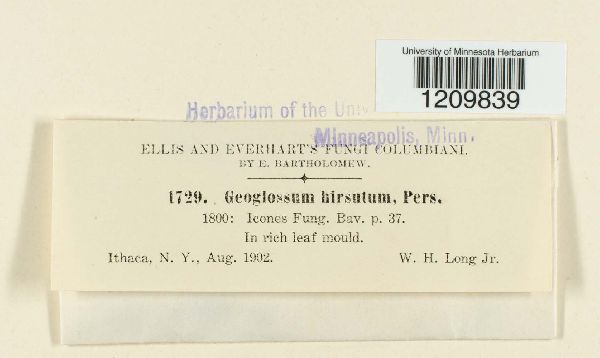 University of Minnesota Herbarium
1209839
Herbarium of the Univ
Minneapolis, Minn.
ELLIS AND EVERHART'S FUNGI COLUMBIANI.
BY E. BARTHOLOMEW.
1729. Geoglossum hirsutum, Pers.
1800: Icones Fung. Bav. p. 37.
In rich leaf mould.
Ithaca, N. Y., Aug. 1902. W. H. Long Jr.